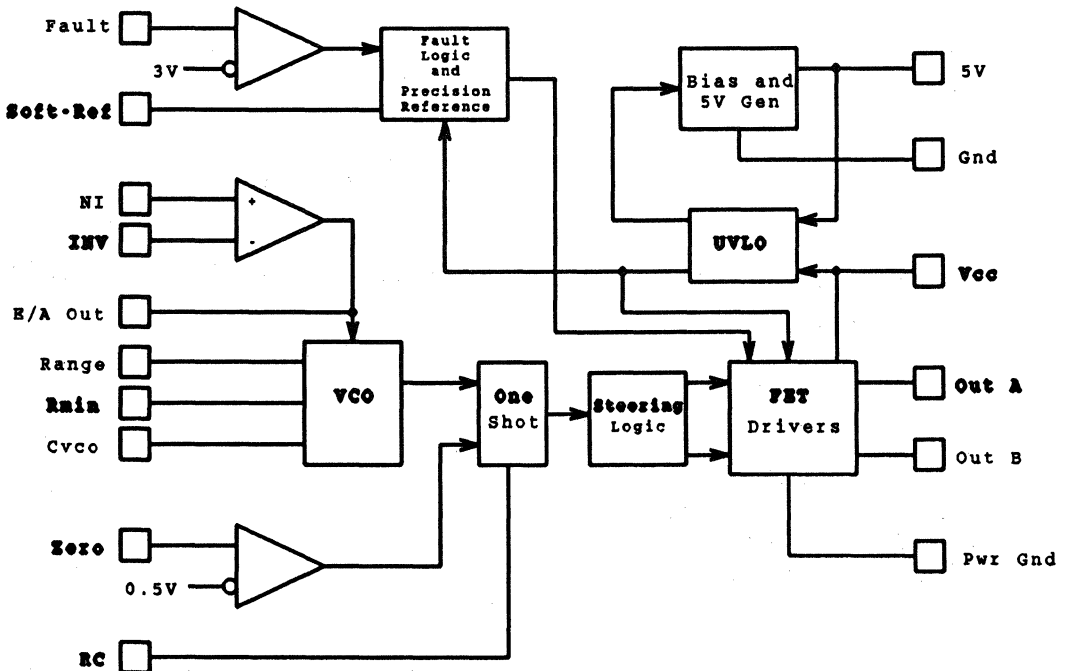 Fault
3V
Soft-Ref
Fault
Logic
and
Precision
Reference
Bias and
5V Gen
5V
Gnd
NI
+
INV
-
UVLO
Vcc
E/A Out
Range
Rmin
Cvco
VCO
One
Shot
Steering
Logic
FET
Drivers
Out A
Out B
Zero
0.5V
Pwr Gnd
RC